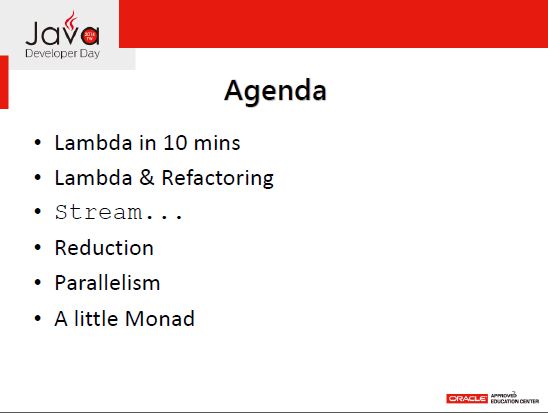 Java
2014
TW
Developer Day
Agenda
• Lambda in 10 mins
• Lambda & Refactoring
• Stream...
• Reduction
• Parallelism
• A little Monad
ORACLE APPROVED
EDUCATION CENTER